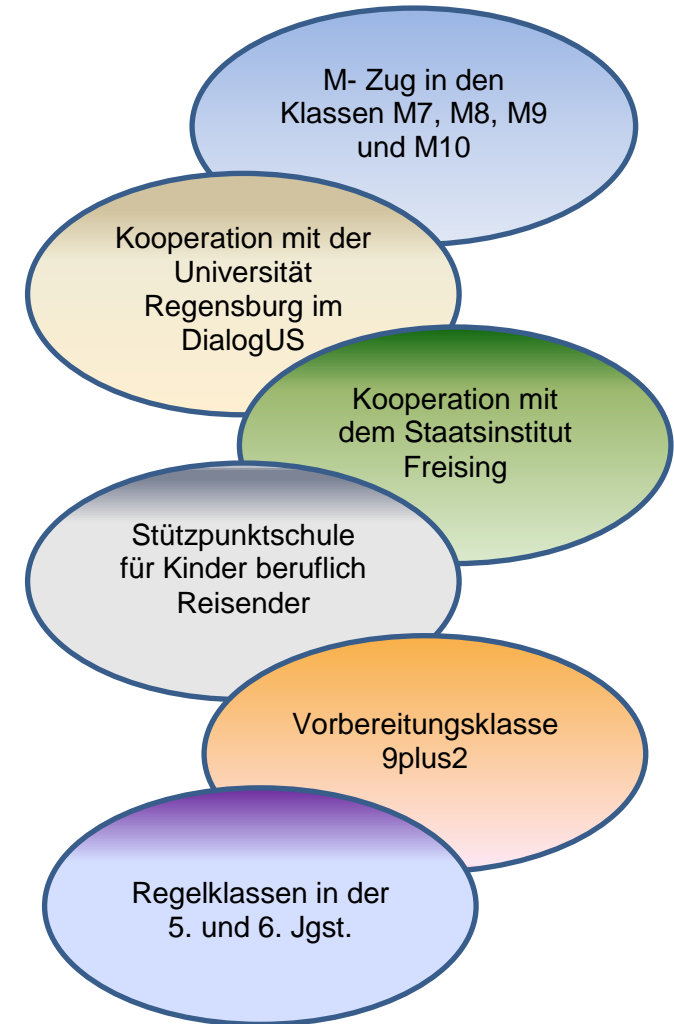 M- Zug in den
Klassen M7, M8, M9
und M10
Kooperation mit der
Universität
Regensburg im
DialogUS
Kooperation mit
dem Staatsinstitut
Freising
Stützpunktschule
für Kinder beruflich
Reisender
Vorbereitungsklasse
9plus2
Regelklassen in der
5. und 6. Jgst.